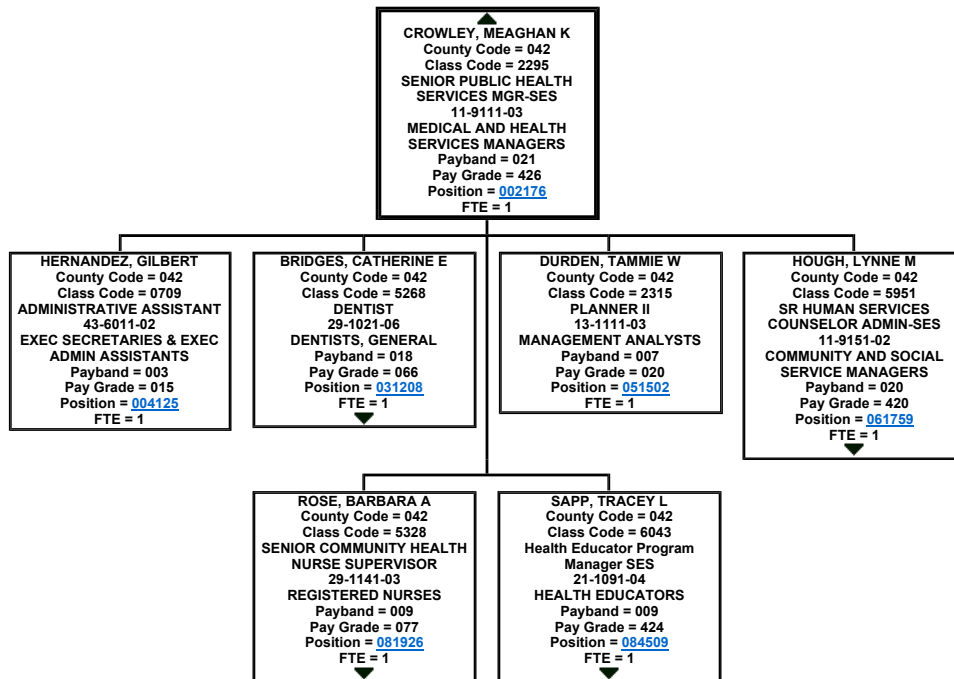 CROWLEY, MEAGHAN K
County Code = 042
Class Code = 2295
SENIOR PUBLIC HEALTH
SERVICES MGR-SES
11-9111-03
MEDICAL AND HEALTH
SERVICES MANAGERS
Payband = 021
Pay Grade = 426
Position = 002176
FTE = 1
HERNANDEZ, GILBERT
County Code = 042
Class Code = 0709
ADMINISTRATIVE ASSISTANT
43-6011-02
EXEC SECRETARIES & EXEC
ADMIN ASSISTANTS
Payband = 003
Pay Grade = 015
Position = 004125
FTE = 1
BRIDGES, CATHERINE E
County Code = 042
Class Code = 5268
DENTIST
29-1021-06
DENTISTS, GENERAL
Payband = 018
Pay Grade = 066
Position = 031208
FTE = 1
DURDEN, TAMMIE W
County Code = 042
Class Code = 2315
PLANNER II
13-1111-03
MANAGEMENT ANALYSTS
Payband = 007
Pay Grade = 020
Position = 051502
FTE = 1
HOUGH, LYNNE M
County Code = 042
Class Code = 5951
SR HUMAN SERVICES
COUNSELOR ADMIN-SES
11-9151-02
COMMUNITY AND SOCIAL
SERVICE MANAGERS
Payband = 020
Pay Grade = 420
Position = 061759
FTE = 1
ROSE, BARBARA A
County Code = 042
Class Code = 5328
SENIOR COMMUNITY HEALTH
NURSE SUPERVISOR
29-1141-03
REGISTERED NURSES
Payband = 009
Pay Grade = 077
Position = 081926
FTE = 1
SAPP, TRACEY L
County Code = 042
Class Code = 6043
Health Educator Program
Manager SES
21-1091-04
HEALTH EDUCATORS
Payband = 009
Pay Grade = 424
Position = 084509
FTE = 1